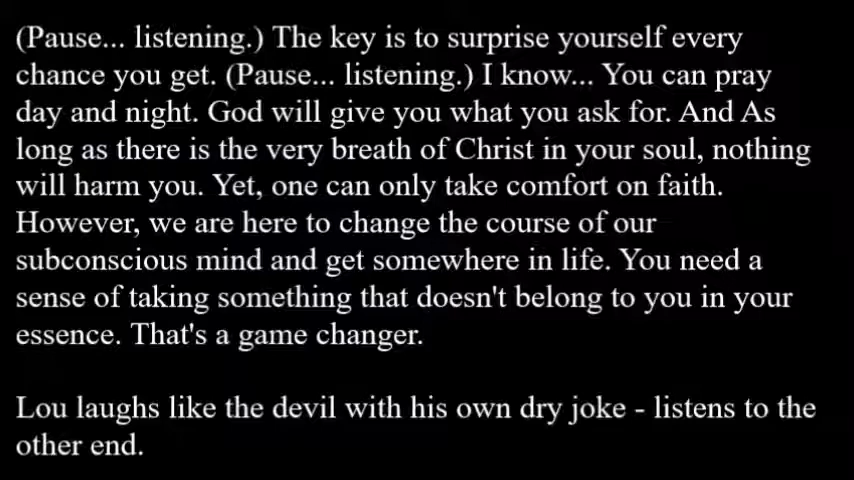 (Pause... listening.) The key is to surprise yourself every
chance you get. (Pause... listening.) I know... You can pray
day and night. God will give you what you ask for. And As
long as there is the very breath of Christ in your soul, nothing
will harm you. Yet, one can only take comfort on faith.
However, we are here to change the course of our
subconscious mind and get somewhere in life. You need a
sense of taking something that doesn't belong to you in your
essence. That's a game changer.
Lou laughs like the devil with his own dry joke - listens to the
other end.